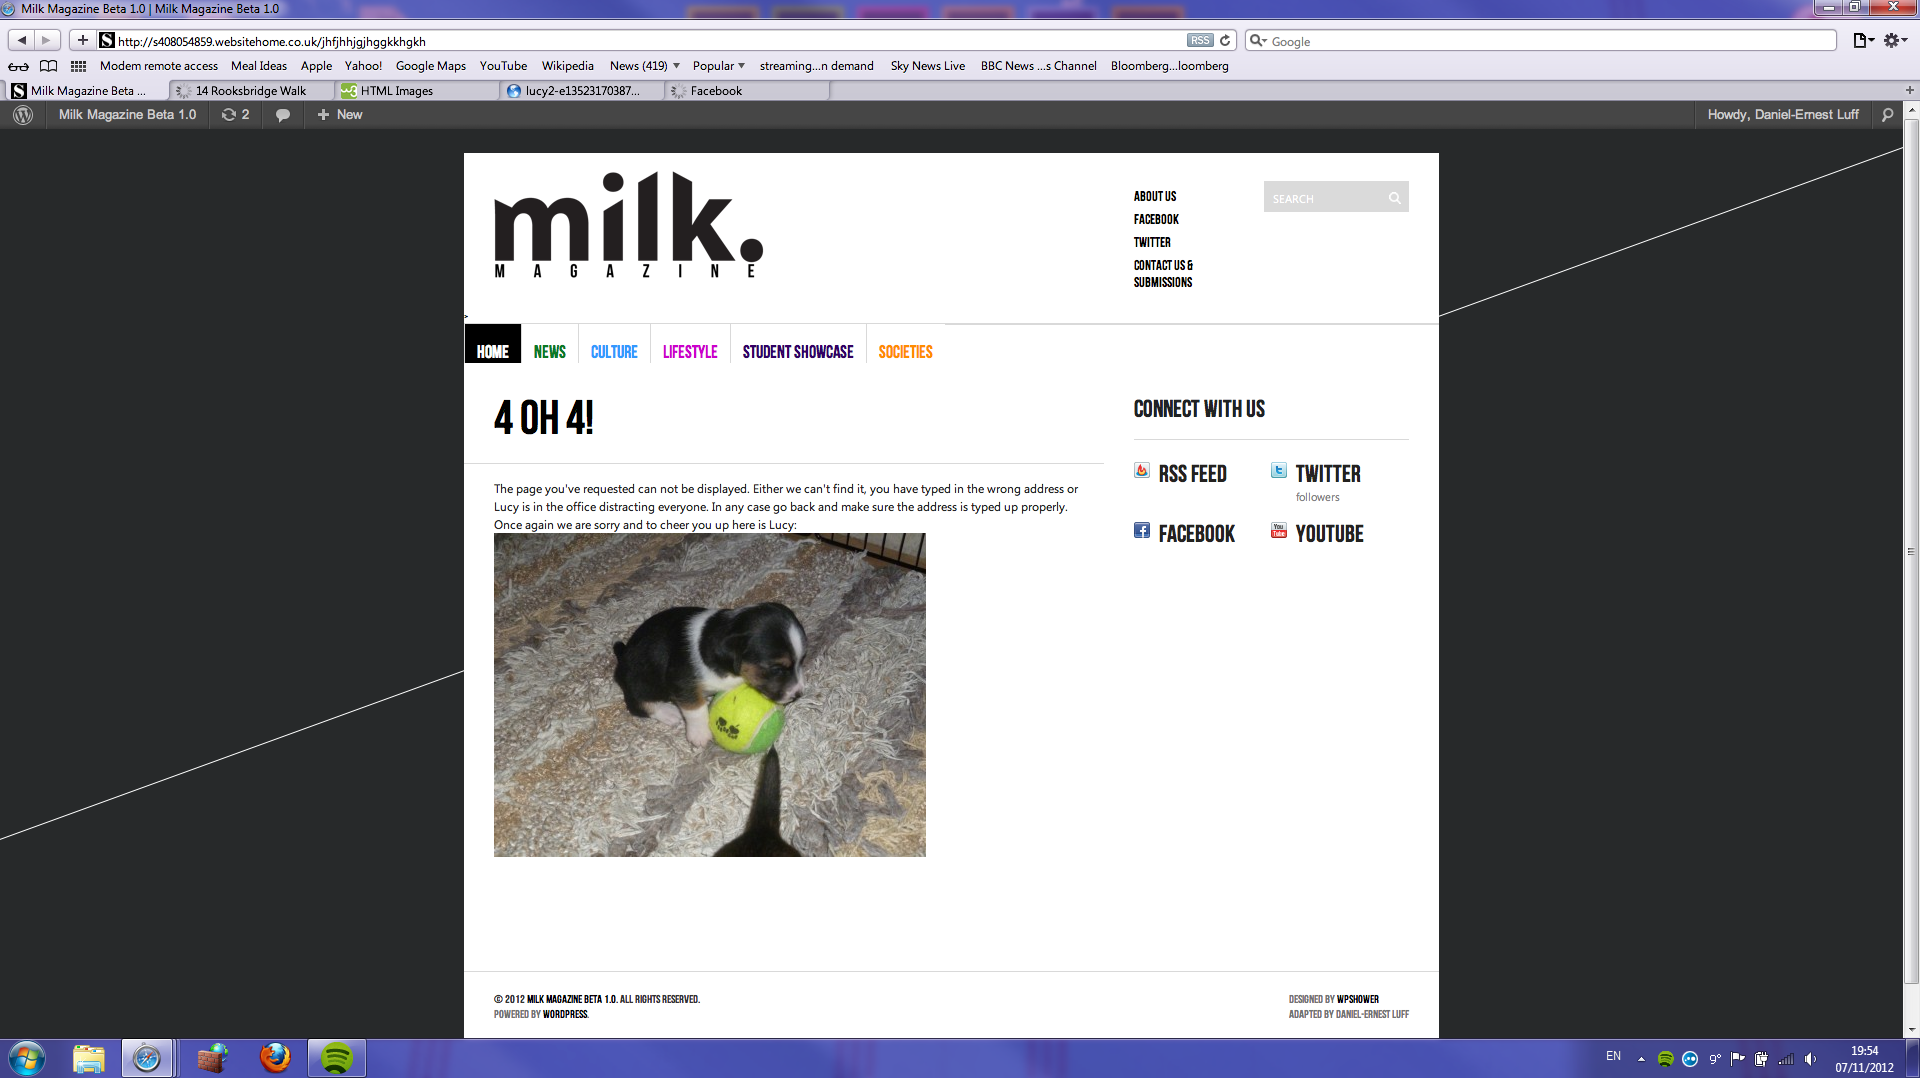 Milk Magazine Beta 1.0 | Milk Magazine Beta 1.0
http://s408054859.websitehome.co.uk/jhfjhhjgjhggkkhgkh
RSS
Google
Modem remote access Meal Ideas Apple Yahoo! Google Maps YouTube Wikipedia News (419) Popular streaming...n demand Sky News Live BBC News ...s Channel Bloomberg...loomberg
Milk Magazine Beta ... 14 Rooksbridge Walk HTML Images lucy2-e13523170387... Facebook
Milk Magazine Beta 1.0 2 New Howdy, Daniel-Ernest Luff
milk.
MAGAZINE
ABOUT US
FACEBOOK
TWITTER
CONTACT US &
SUBMISSIONS
SEARCH
>
HOME NEWS CULTURE LIFESTYLE STUDENT SHOWCASE SOCIETIES
4 OH 4!
The page you've requested can not be displayed. Either we can't find it, you have typed in the wrong address or
Lucy is in the office distracting everyone. In any case go back and make sure the address is typed up properly.
Once again we are sorry and to cheer you up here is Lucy:
CONNECT WITH US
RSS FEED TWITTER
followers
FACEBOOK YOUTUBE
© 2012 MILK MAGAZINE BETA 1.0. ALL RIGHTS RESERVED.
POWERED BY WORDPRESS.
DESIGNED BY WPSHOWER
ADAPTED BY DANIEL-ERNEST LUFF
EN 9° 19:54
07/11/2012